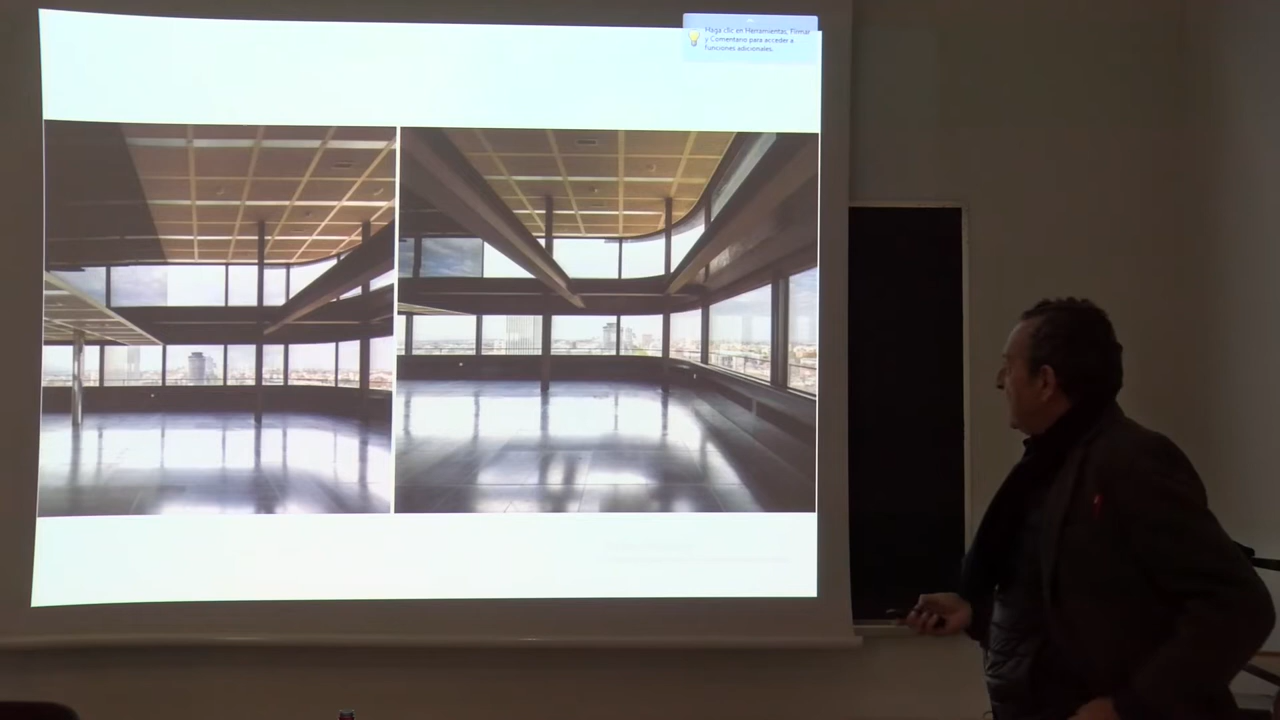 Haga clic en Herramientas, Firmar
y Comentario para acceder a
funciones adicionales.